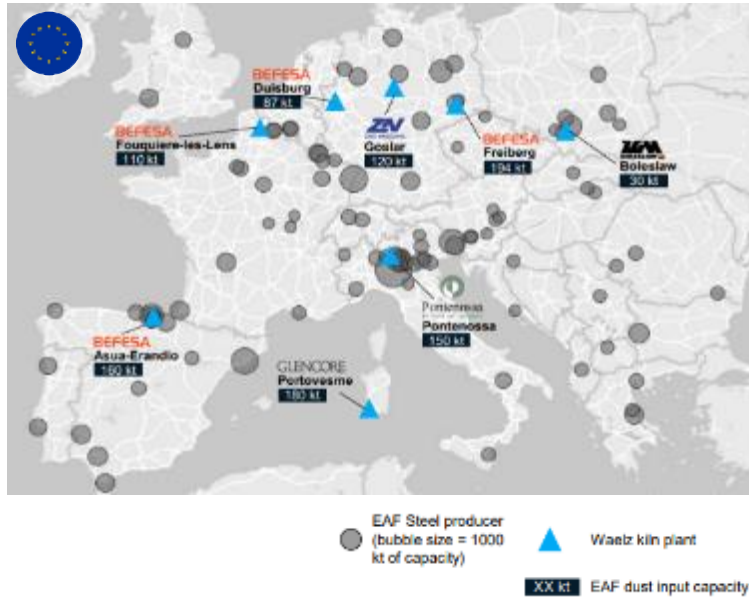 BEFESA
Duisburg
87 kt
BEFESA
Fouquiere-les-Lens
110 kt
Goslar
120 kt
BEFESA
Freiberg
194 kt
Boleslaw
30 kt
BEFESA
Asua-Erandio
160 kt
Pontenossa
Pontenossa
150 kt
GLENCORE
Portovesme
180 kt
EAF Steel producer
(bubble size = 1000
kt of capacity)
Waelz kiln plant
XX kt EAF dust input capacity